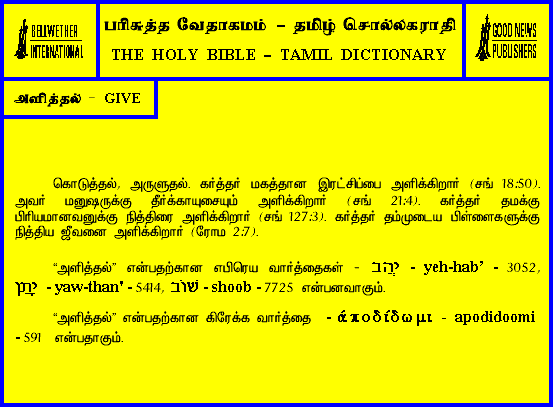 BELLWETHER
INTERNATIONAL
பரிசுத்த வேதாகமம் - தமிழ் சொல்லகராதி
THE HOLY BIBLE – TAMIL DICTIONARY
GOOD NEWS
PUBLISHERS
அளித்தல் - GIVE
கொடுத்தல், அருளுதல். கர்த்தர் மகத்தான இரட்சிப்பை அளிக்கிறார் (சங் 18:50).
அவர் மனுஷருக்கு தீர்க்காயுசையும் அளிக்கிறார் (சங் 21:4). கர்த்தர் தமக்கு
பிரியமானவனுக்கு நித்திரை அளிக்கிறார் (சங் 127:3). கர்த்தர் தம்முடைய பிள்ளைகளுக்கு
நித்திய ஜீவனை அளிக்கிறார் (ரோம 2:7).
“அளித்தல்” என்பதற்கான எபிரெய வார்த்தைகள் - יָהַב - yeh-hab’ - 3052,
נָתַן - yaw-than' - 5414, שׁוּב - shoob - 7725 என்பனவாகும்.
“அளித்தல்” என்பதற்கான கிரேக்க வார்த்தை - άποδίδωμι - apodidoomi
- 591 என்பதாகும்.